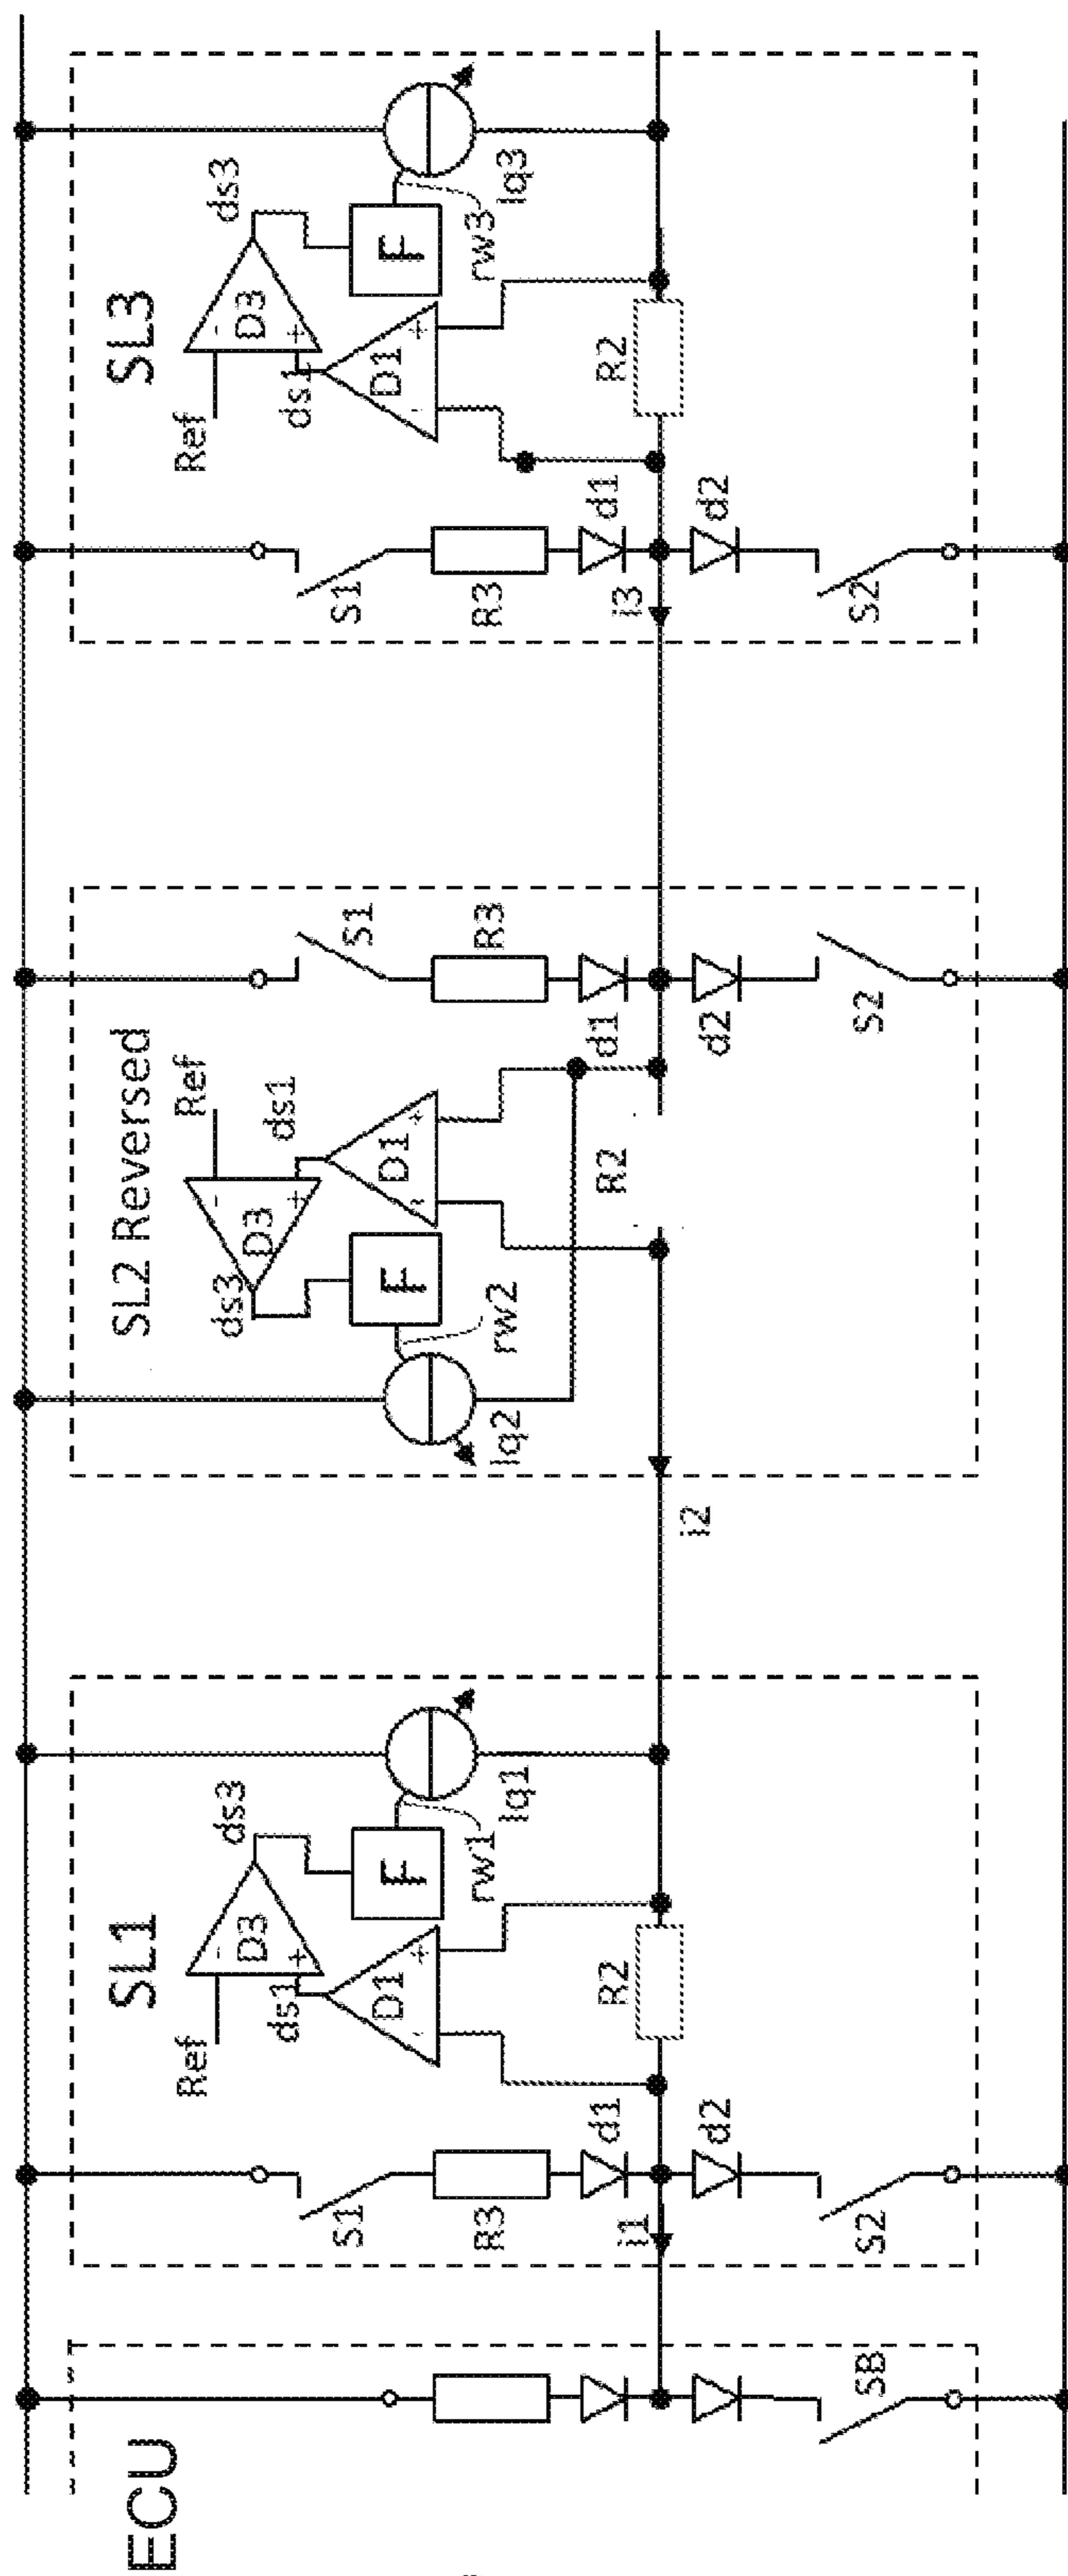 ECU
SB
SL1
Ref
D3
ds3
ds1
D1
F
rw1
Iq1
S1
R3
d1
i1
R2
d2
S2
SL2 Reversed
ds3
D3
Ref
ds1
D1
F
rw2
Iq2
S1
R3
d1
R2
i2
d2
S2
SL3
Ref
D3
ds3
ds1
D1
F
rw3
Iq3
S1
R3
d1
i3
R2
d2
S2